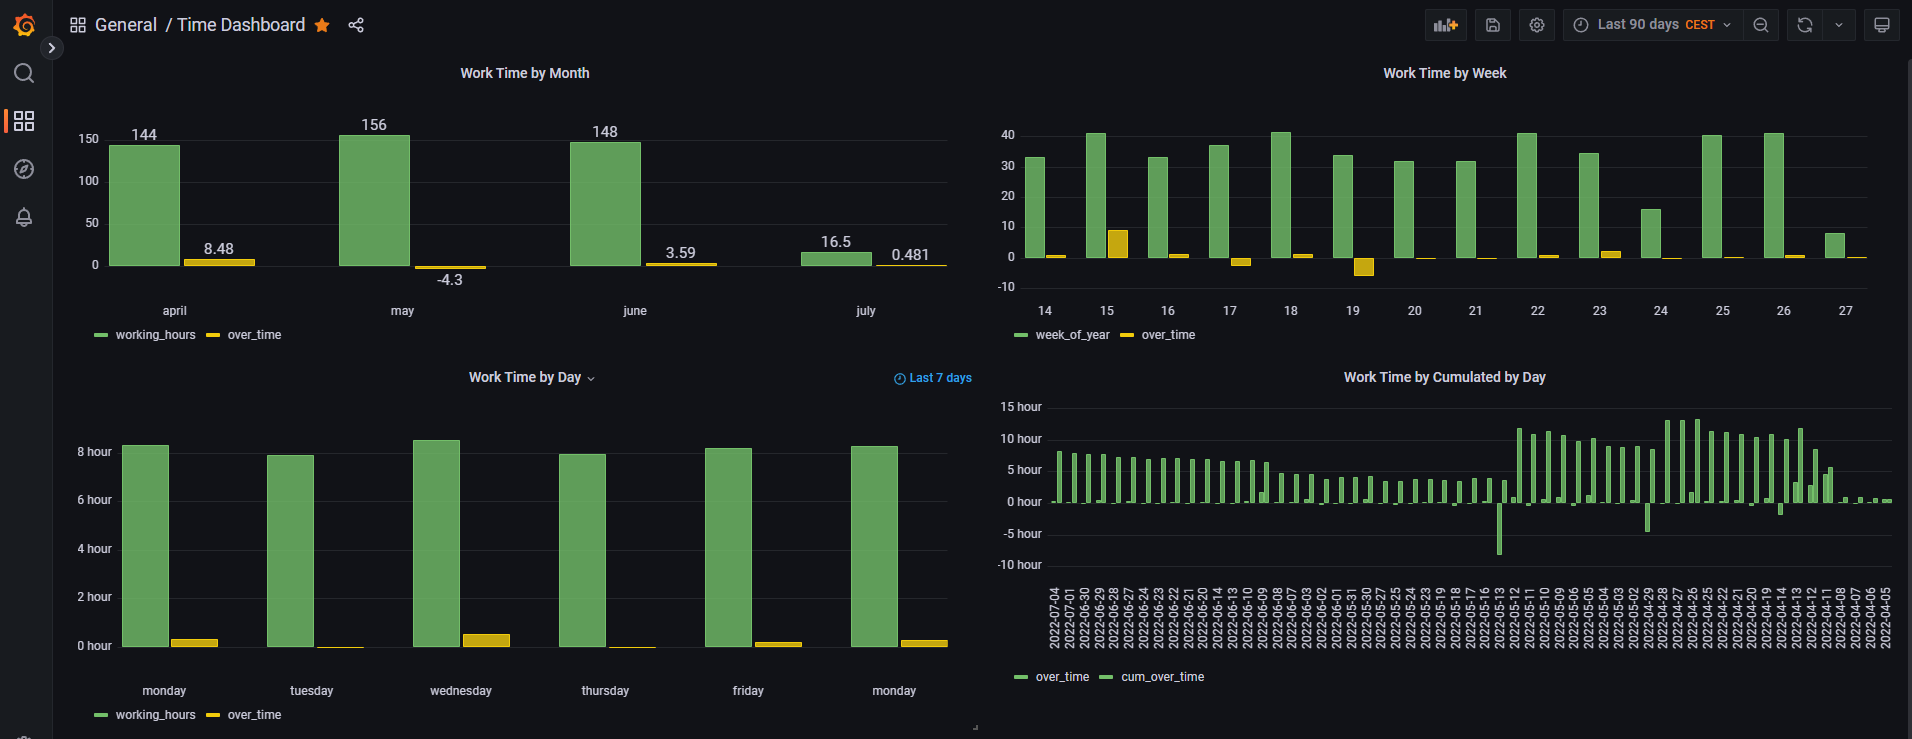 General / Time Dashboard
Last 90 days CEST
Work Time by Month
150
100
50
0
144
8.48
156
-4.3
148
3.59
16.5
0.481
april
may
june
july
working_hours
over_time
Work Time by Week
40
30
20
10
0
-10
14
15
16
17
18
19
20
21
22
23
24
25
26
27
week_of_year
over_time
Work Time by Day
Last 7 days
8 hour
6 hour
4 hour
2 hour
0 hour
monday
tuesday
wednesday
thursday
friday
monday
working_hours
over_time
Work Time by Cumulated by Day
15 hour
10 hour
5 hour
0 hour
-5 hour
-10 hour
2022-07-04
2022-07-01
2022-06-30
2022-06-29
2022-06-28
2022-06-27
2022-06-24
2022-06-23
2022-06-22
2022-06-21
2022-06-20
2022-06-14
2022-06-13
2022-06-10
2022-06-09
2022-06-08
2022-06-07
2022-06-03
2022-06-02
2022-06-01
2022-05-31
2022-05-30
2022-05-27
2022-05-25
2022-05-24
2022-05-23
2022-05-19
2022-05-18
2022-05-17
2022-05-16
2022-05-13
2022-05-12
2022-05-11
2022-05-10
2022-05-09
2022-05-06
2022-05-05
2022-05-04
2022-05-03
2022-05-02
2022-04-29
2022-04-28
2022-04-27
2022-04-26
2022-04-25
2022-04-22
2022-04-21
2022-04-20
2022-04-14
2022-04-13
2022-04-12
2022-04-11
2022-04-08
2022-04-07
2022-04-06
2022-04-05
over_time
cum_over_time